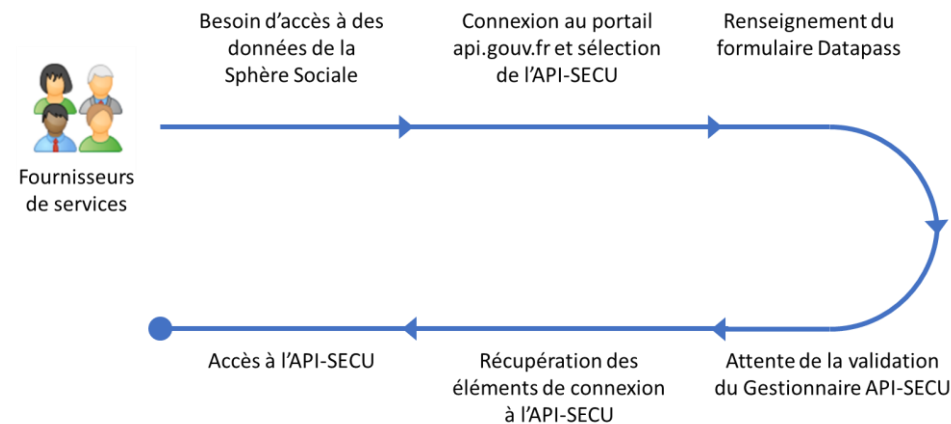 Besoin d'accès à des
données de la
Sphère Sociale
Connexion au portail
api.gouv.fr et sélection
de l'API-SECU
Renseignement du
formulaire Datapass
Fournisseurs
de services
Accès à l'API-SECU
Récupération des
éléments de connexion
à l'API-SECU
Attente de la validation
du Gestionnaire API-SECU